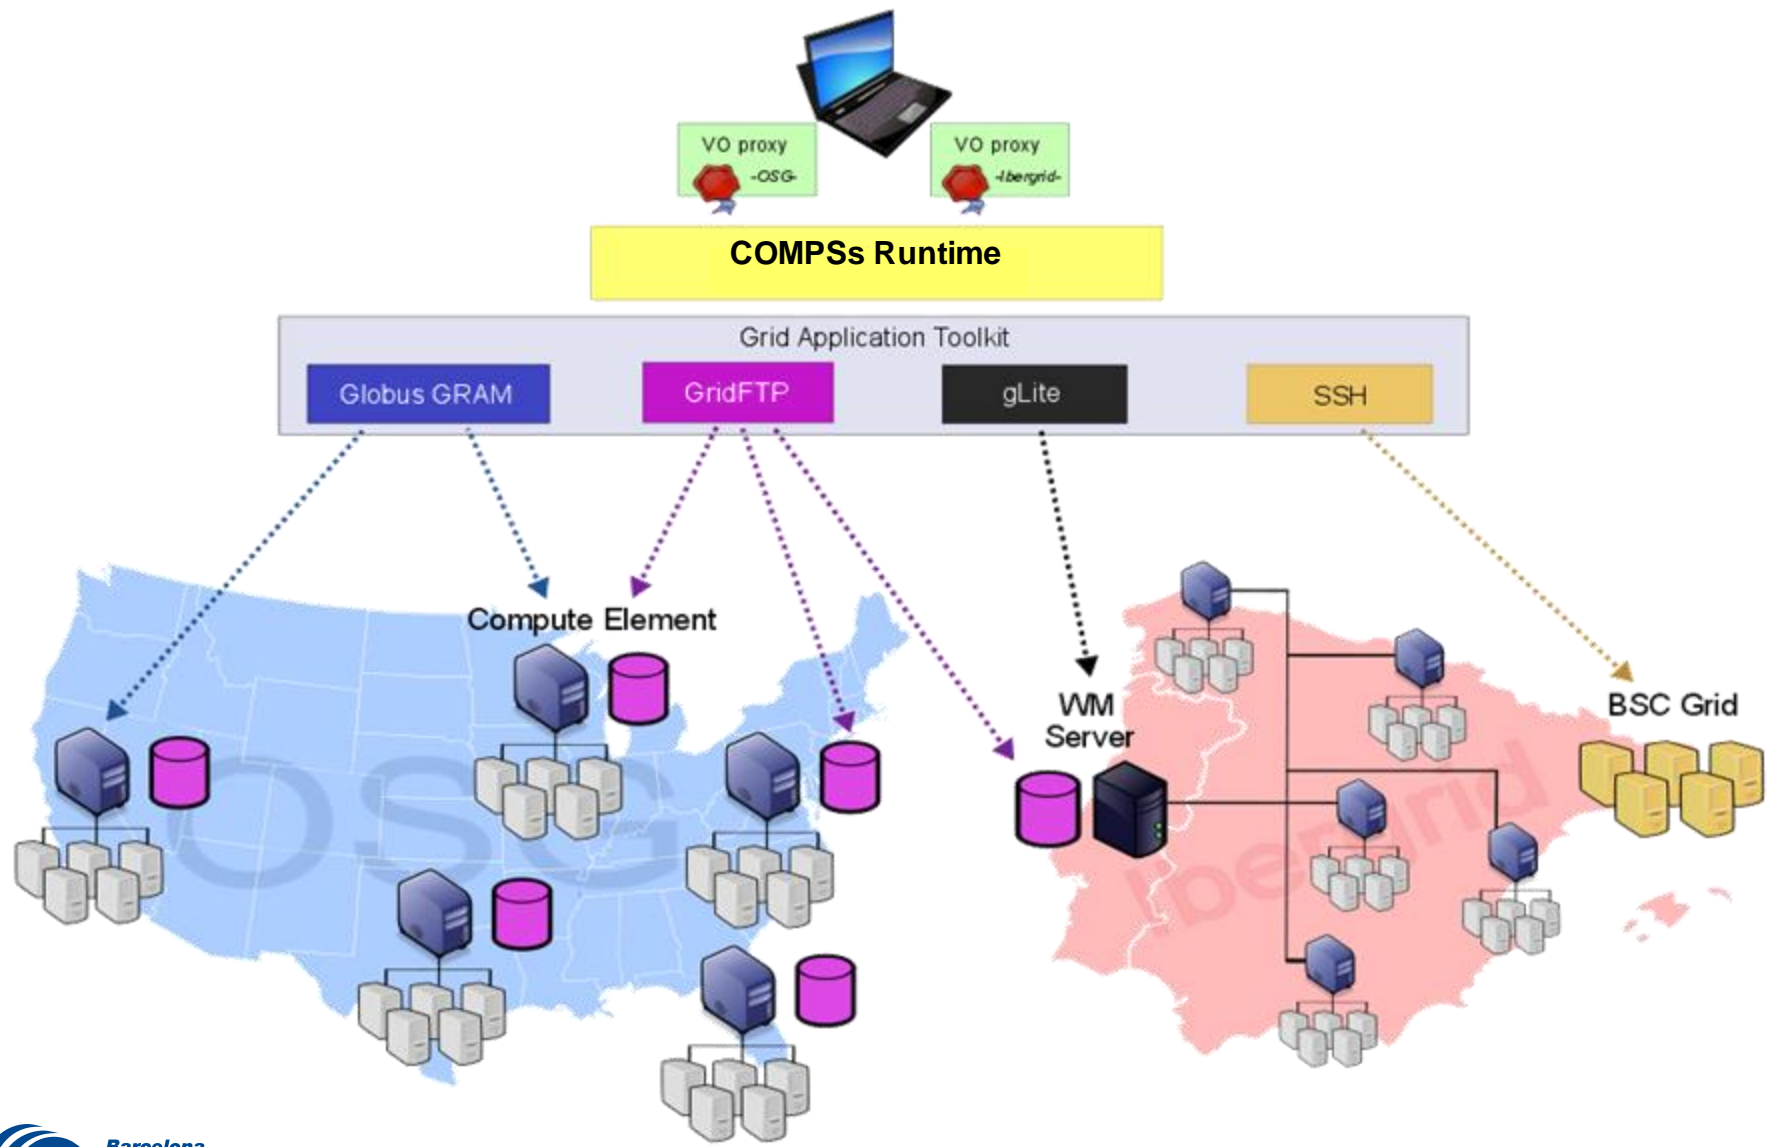 VO proxy
-OSG-
VO proxy
-Ibergrid-
COMPSs Runtime
Grid Application Toolkit
Globus GRAM
GridFTP
gLite
SSH
Compute Element
WM
Server
BSC Grid
OSG
Ibergrid
Barcelona